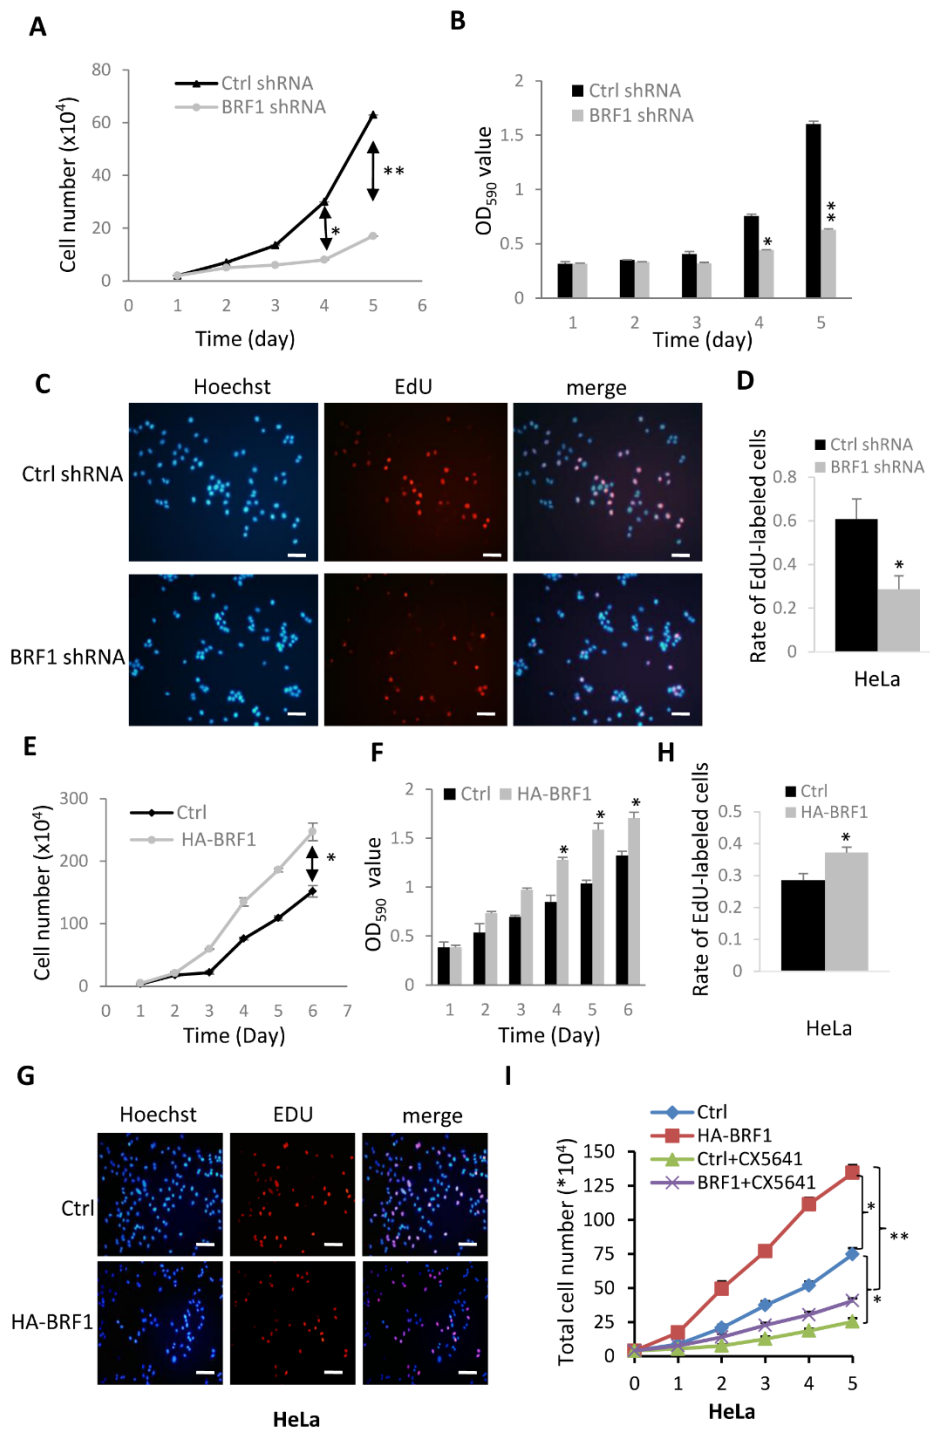 A
Ctrl shRNA
BRF1 shRNA
Cell number (x10⁴)
80
60
40
20
0
**
*
0 1 2 3 4 5 6
Time (day)
B
Ctrl shRNA
BRF1 shRNA
OD₅₉₀ value
2
1.5
1
0.5
0
*
**
1 2 3 4 5
Time (day)
C
Hoechst EdU merge
Ctrl shRNA
BRF1 shRNA
D
Ctrl shRNA
BRF1 shRNA
Rate of EdU-labeled cells
0.8
0.6
0.4
0.2
0
*
HeLa
E
Ctrl
HA-BRF1
Cell number (x10⁴)
300
200
100
0
*
0 1 2 3 4 5 6 7
Time (Day)
F
Ctrl HA-BRF1
OD₅₉₀ value
2
1.5
1
0.5
0
* * *
1 2 3 4 5 6
Time (Day)
H
Ctrl
HA-BRF1
Rate of EdU-labeled cells
0.5
0.4
0.3
0.2
0.1
0
*
HeLa
G
Hoechst EDU merge
Ctrl
HA-BRF1
HeLa
I
Ctrl
HA-BRF1
Ctrl+CX5641
BRF1+CX5641
Total cell number (*10⁴)
150
125
100
75
50
25
0
*
**
*
0 1 2 3 4 5
HeLa